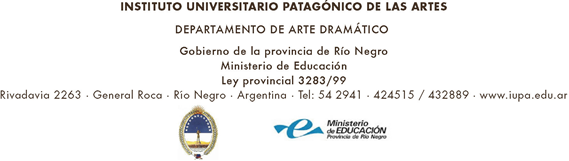 INSTITUTO UNIVERSITARIO PATAGÓNICO DE LAS ARTES
DEPARTAMENTO DE ARTE DRAMÁTICO
Gobierno de la provincia de Río Negro
Ministerio de Educación
Ley provincial 3283/99
Rivadavia 2263 · General Roca · Rio Negro · Argentina · Tel: 54 2941 · 424515 / 432889 · www.iupa.edu.ar
Ministerio
de EDUCACIÓN
Provincia de Río Negro